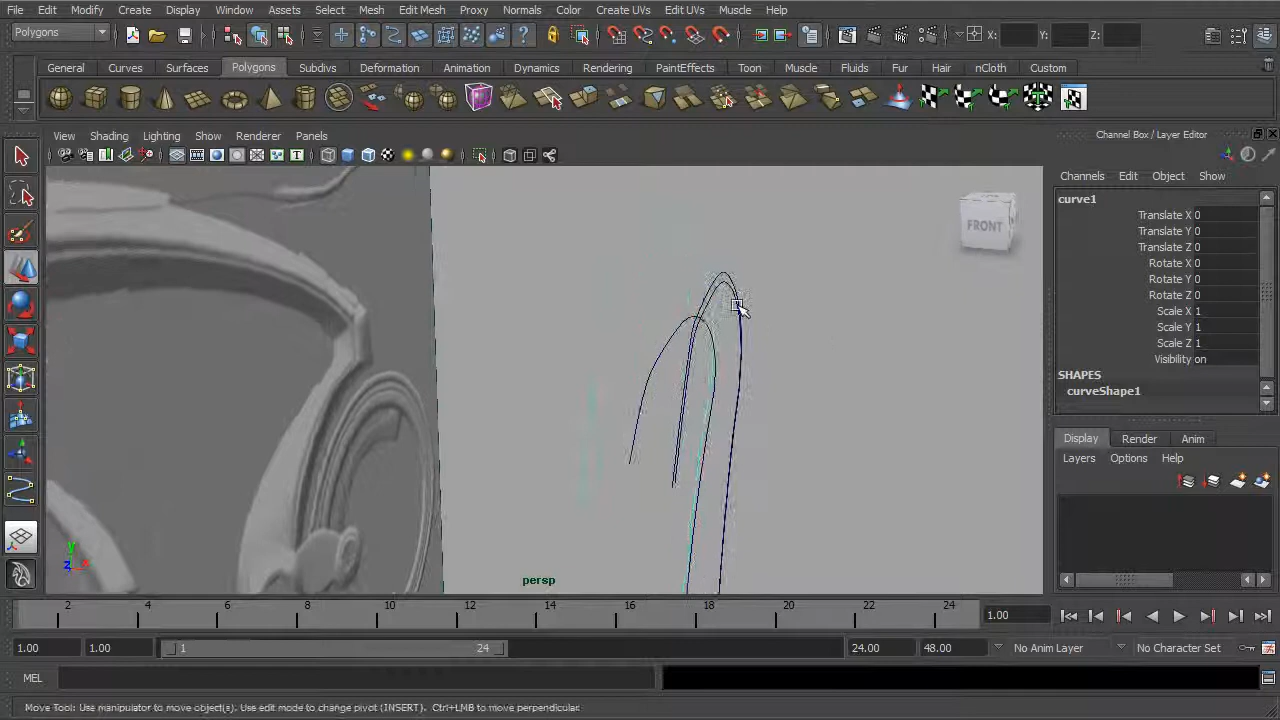 File Edit Modify Create Display Window Assets Select Mesh Edit Mesh Proxy Normals Color Create UVs Edit UVs Muscle Help
Polygons X: Y: Z:
General Curves Surfaces Polygons Subdivs Deformation Animation Dynamics Rendering PaintEffects Toon Muscle Fluids Fur Hair nCloth Custom
View Shading Lighting Show Renderer Panels
Channel Box / Layer Editor
Channels Edit Object Show
curve1
Translate X 0
Translate Y 0
Translate Z 0
Rotate X 0
Rotate Y 0
Rotate Z 0
Scale X 1
Scale Y 1
Scale Z 1
Visibility on
SHAPES
curveShape1
FRONT
Display Render Anim
Layers Options Help
y
z x
persp
2 4 6 8 10 12 14 16 18 20 22 24 1.00
1.00 1.00 1 24 24.00 48.00 No Anim Layer No Character Set
MEL
Move Tool: Use manipulator to move object(s). Use edit mode to change pivot (INSERT). Ctrl+LMB to move perpendicular.